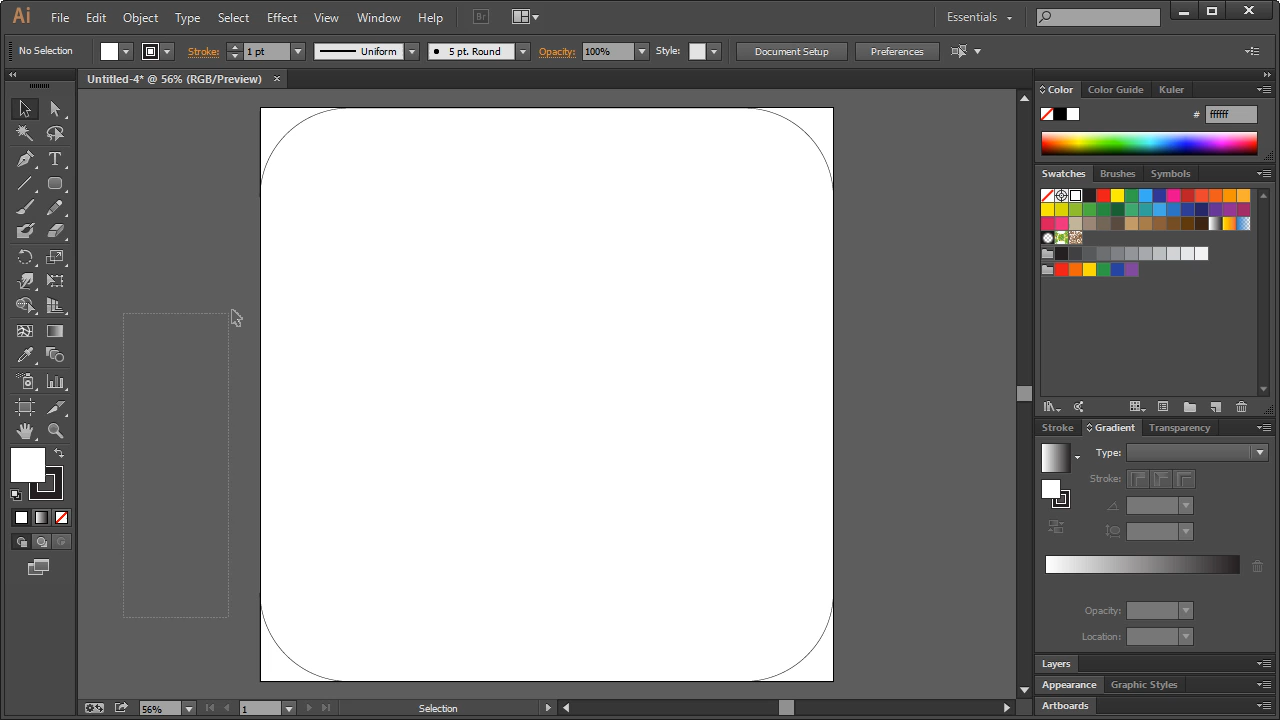 Ai File Edit Object Type Select Effect View Window Help Br Essentials
No Selection Stroke: 1 pt Uniform 5 pt. Round Opacity: 100% Style: Document Setup Preferences
Untitled-4* @ 56% (RGB/Preview)
Color Color Guide Kuler
# ffffff
Swatches Brushes Symbols
Stroke Gradient Transparency
Type:
Stroke:
Opacity:
Location:
Layers
Appearance Graphic Styles
Artboards
56% 1 Selection